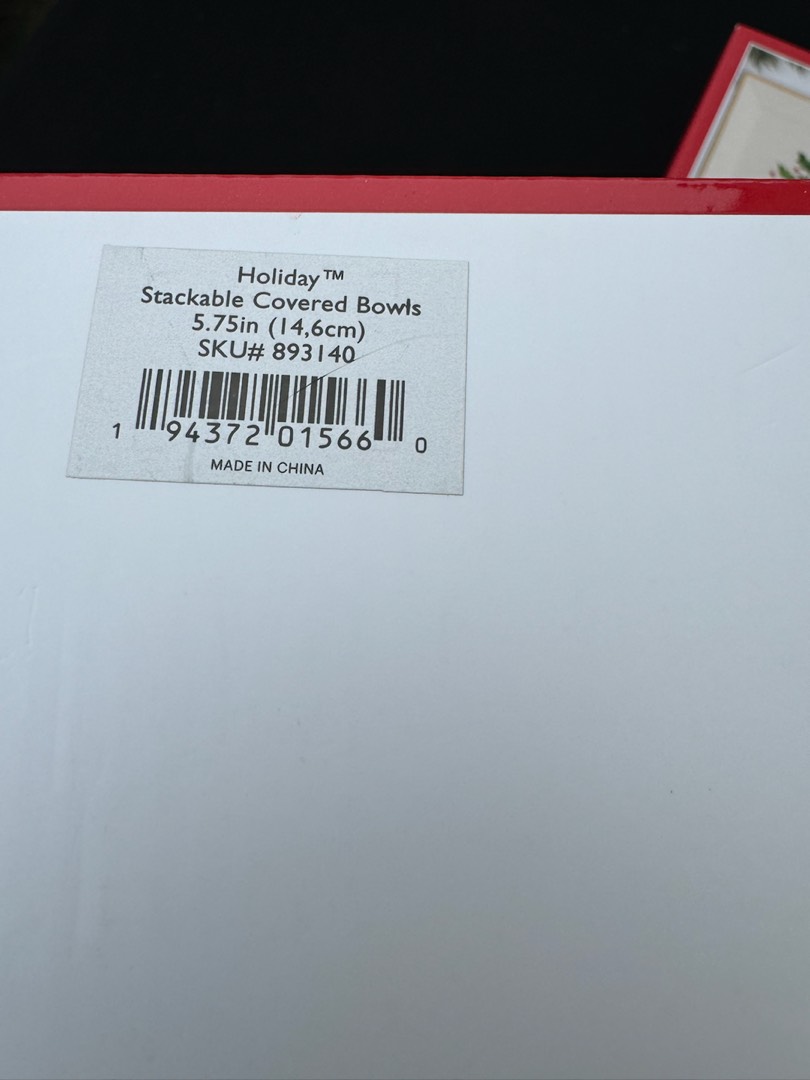 Holiday™
Stackable Covered Bowls
5.75in (14,6cm)
SKU# 893140
1 94372 01566 0
MADE IN CHINA